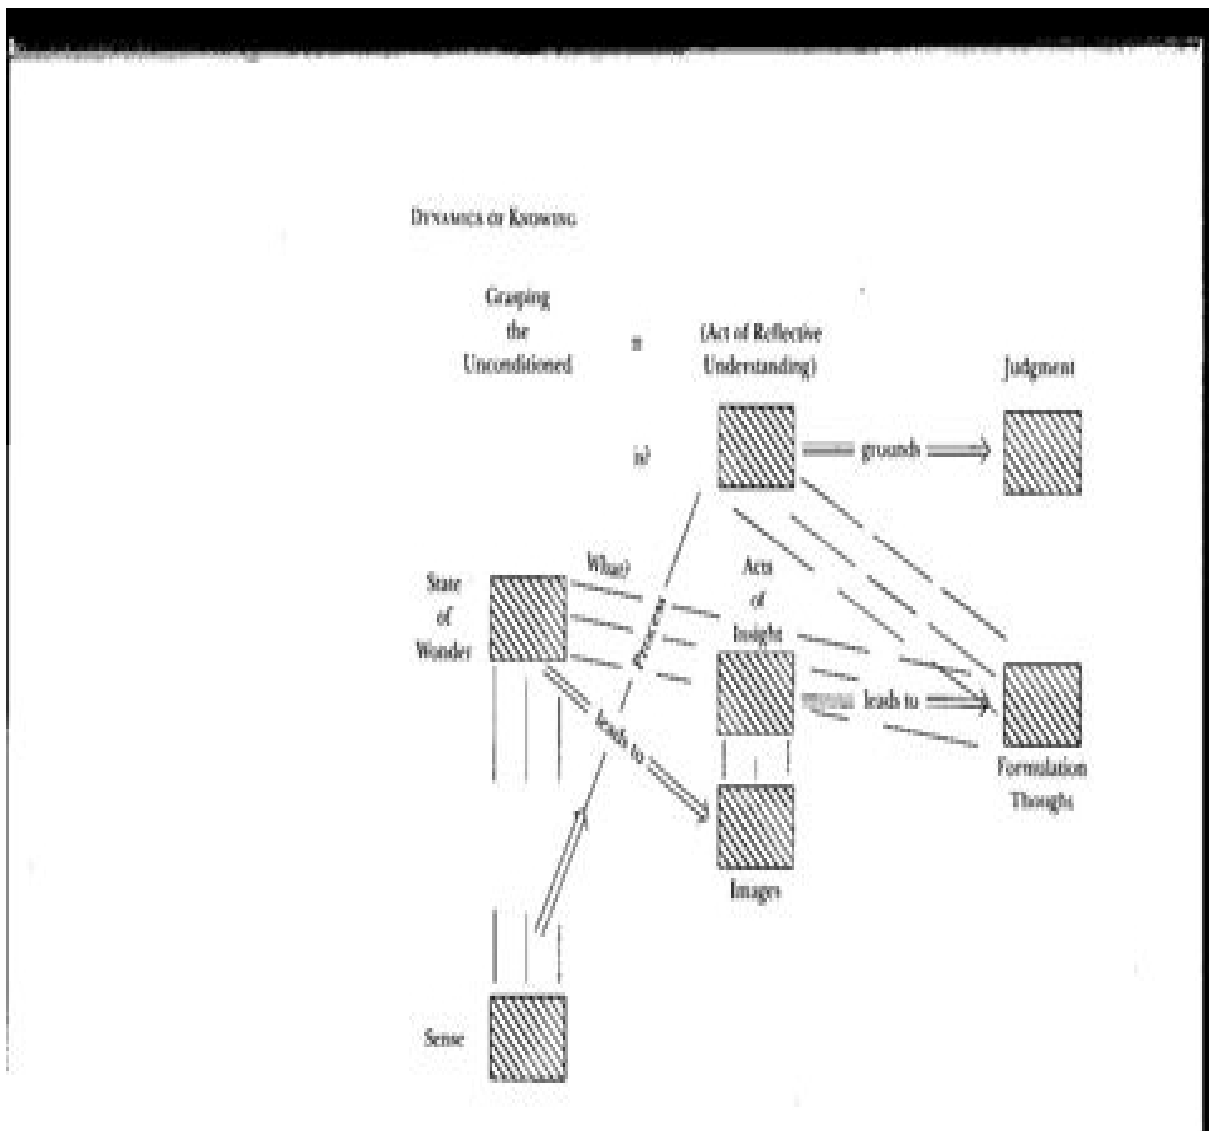 DYNAMICS OF KNOWING
Grasping
the
Unconditioned
=
(Act of Reflective
Understanding)
Judgment
is?
grounds
What?
State
of
Wonder
Acts
of
Insight
leads to
leads to
Formulation
Thought
Images
Sense